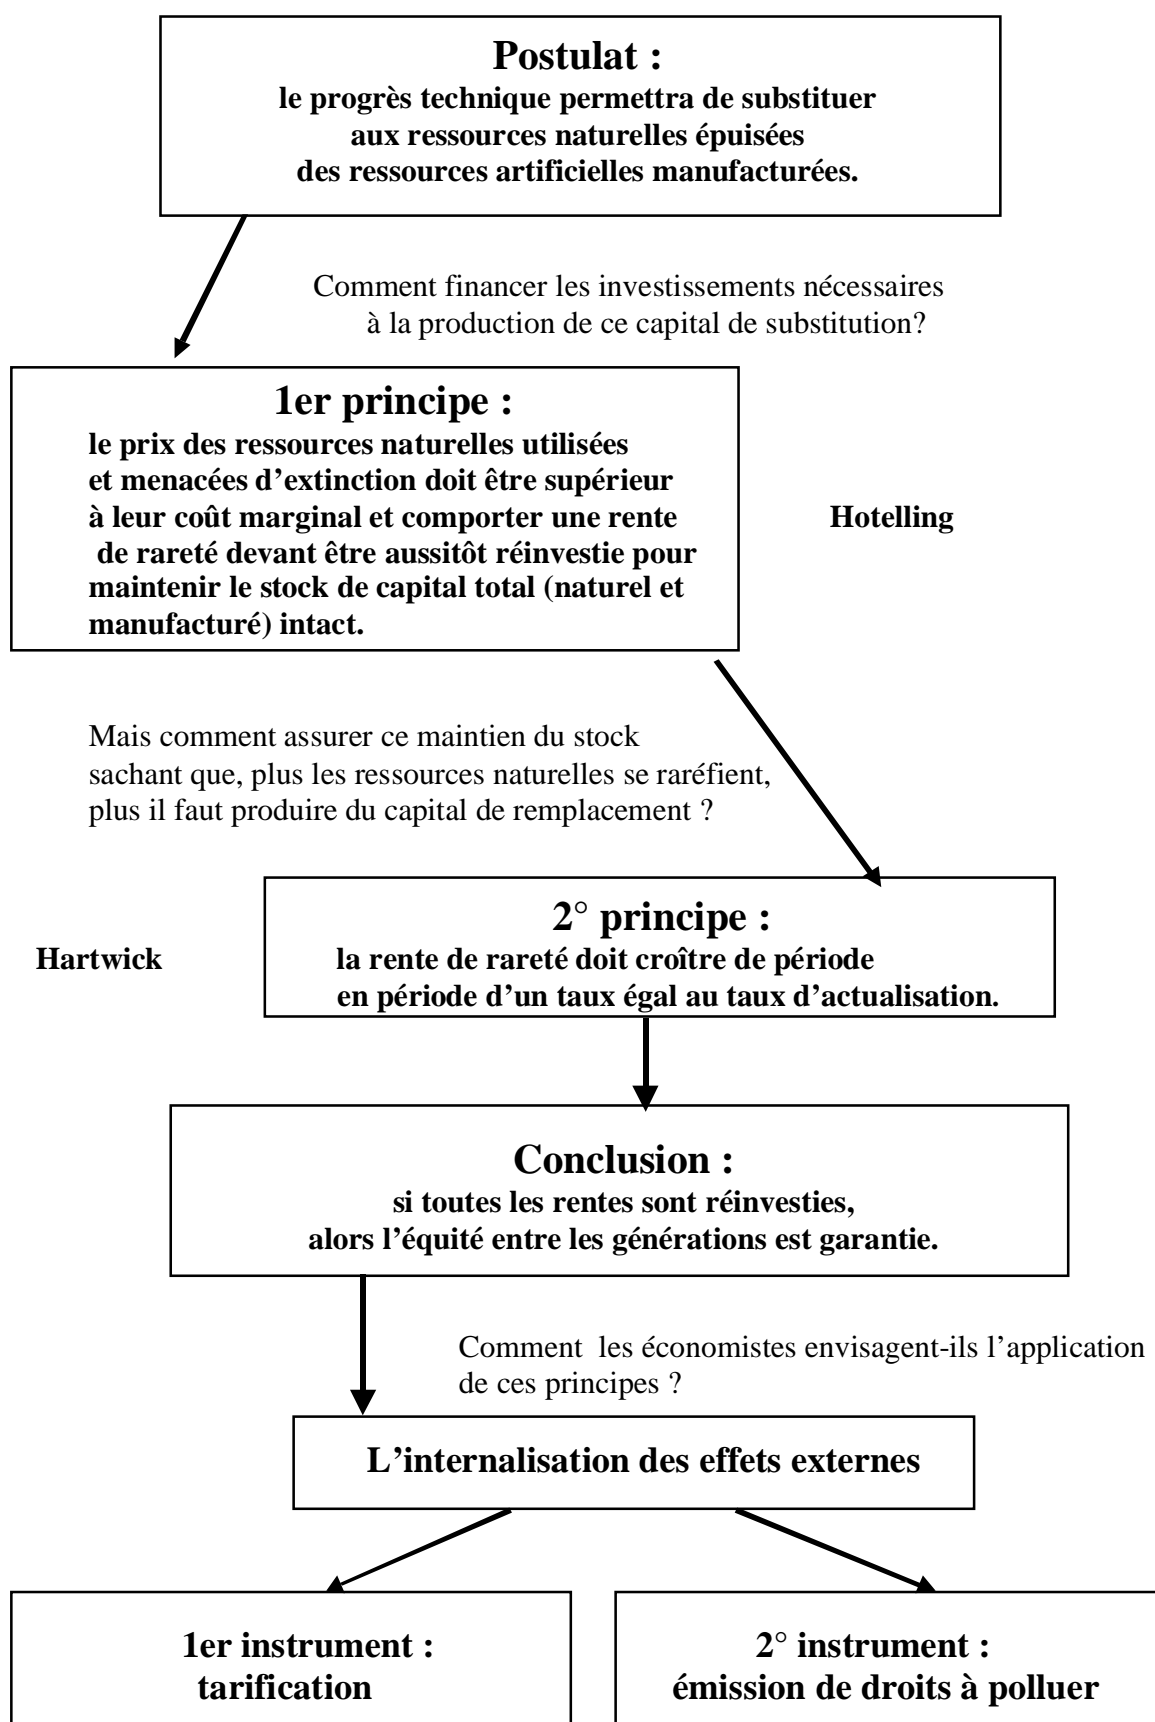 Postulat :
le progrès technique permettra de substituer
aux ressources naturelles épuisées
des ressources artificielles manufacturées.
Comment financer les investissements nécessaires
à la production de ce capital de substitution?
1er principe :
le prix des ressources naturelles utilisées
et menacées d’extinction doit être supérieur
à leur coût marginal et comporter une rente
de rareté devant être aussitôt réinvestie pour
maintenir le stock de capital total (naturel et
manufacturé) intact.
Hotelling
Mais comment assurer ce maintien du stock
sachant que, plus les ressources naturelles se raréfient,
plus il faut produire du capital de remplacement ?
2° principe :
la rente de rareté doit croître de période
en période d’un taux égal au taux d’actualisation.
Hartwick
Conclusion :
si toutes les rentes sont réinvesties,
alors l’équité entre les générations est garantie.
Comment les économistes envisagent-ils l’application
de ces principes ?
L’internalisation des effets externes
1er instrument :
tarification
2° instrument :
émission de droits à polluer